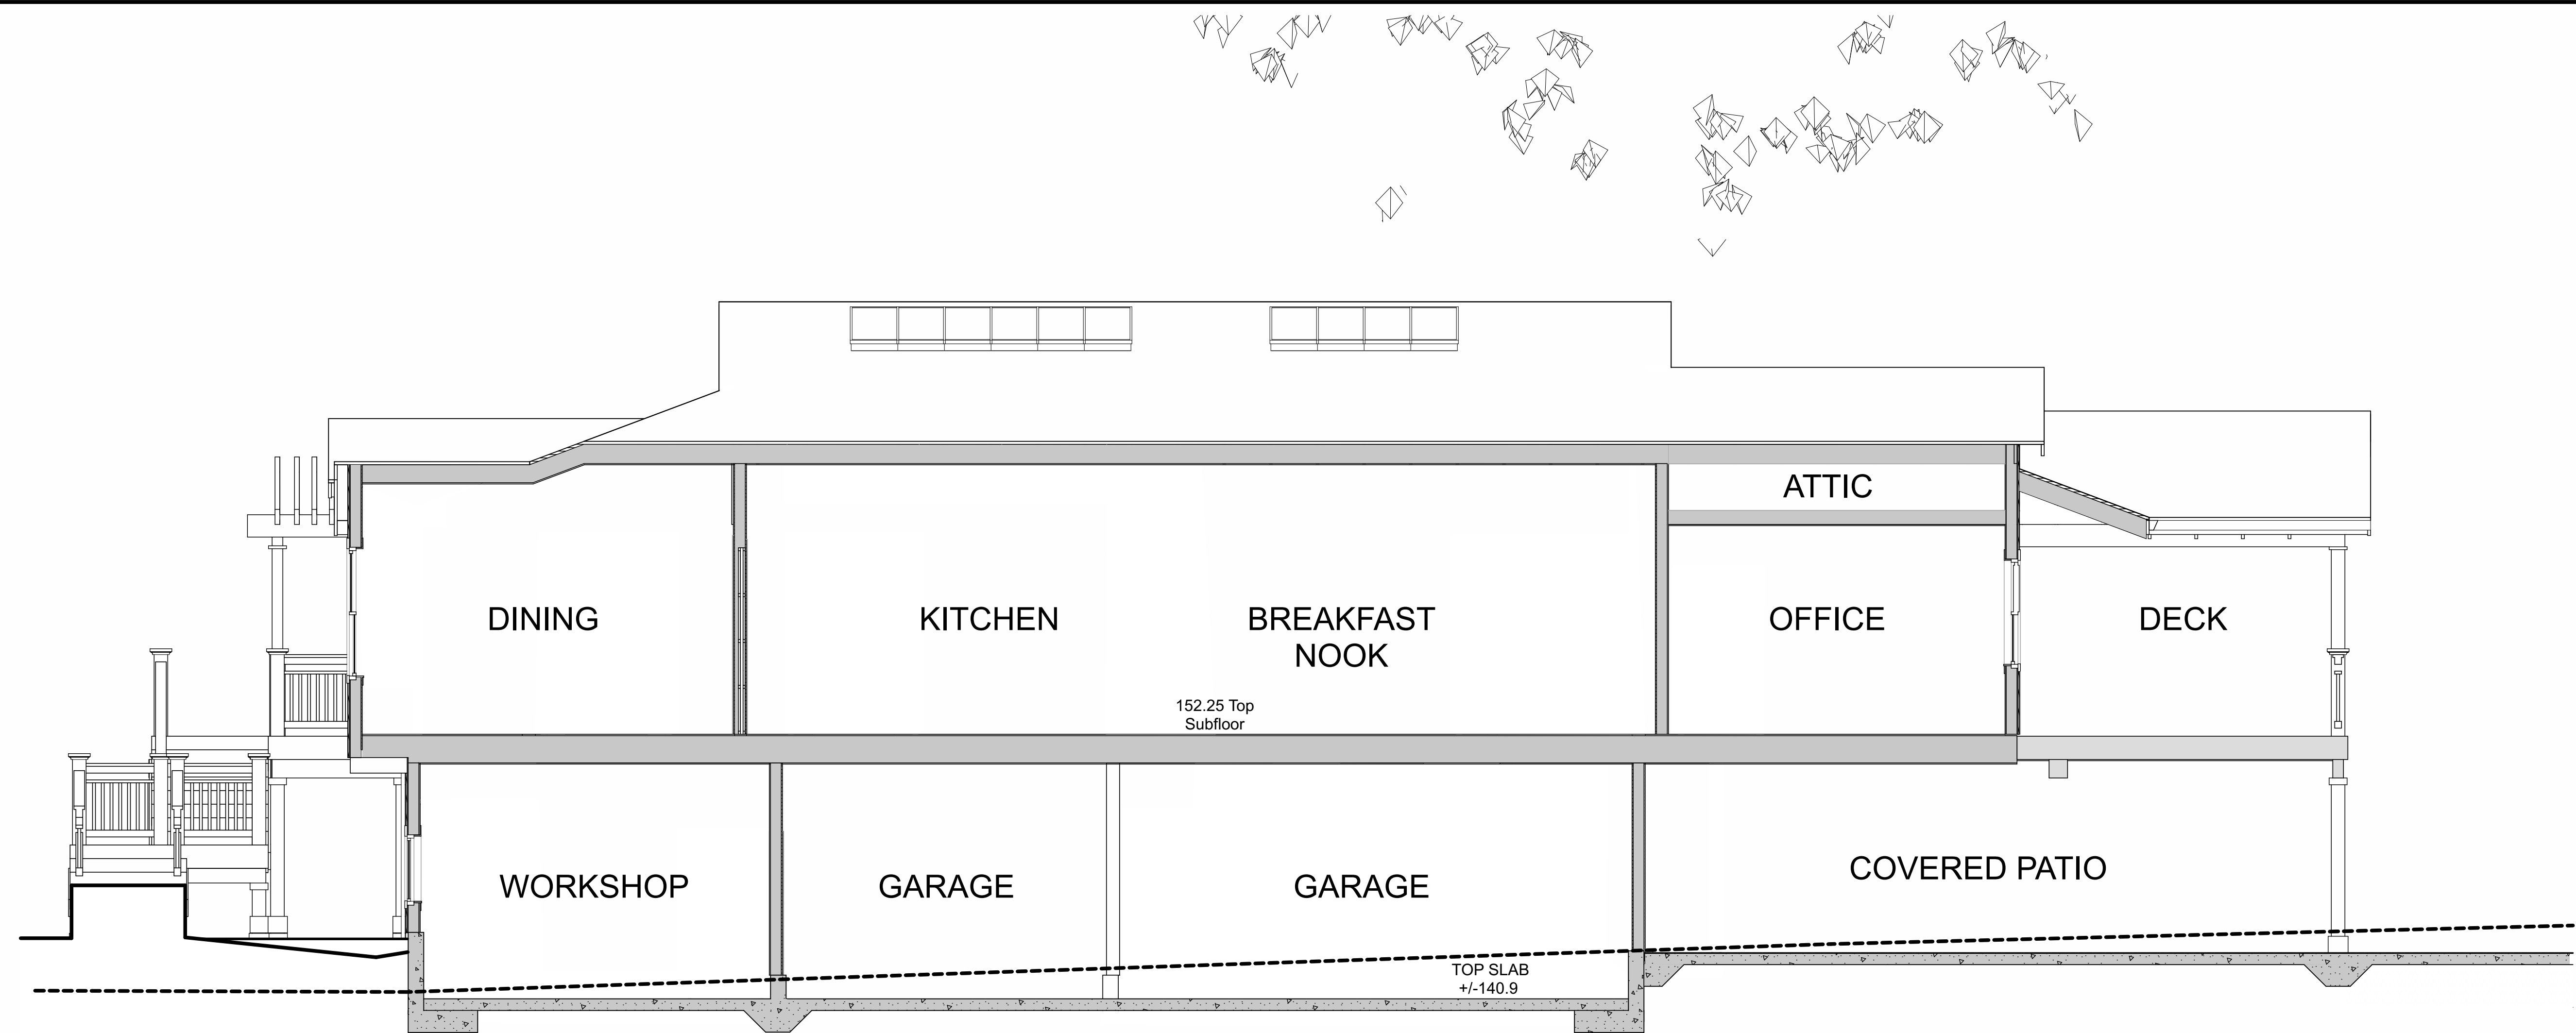 ATTIC
DINING
KITCHEN
BREAKFAST
NOOK
OFFICE
DECK
152.25 Top
Subfloor
WORKSHOP
GARAGE
GARAGE
COVERED PATIO
TOP SLAB
+/-140.9